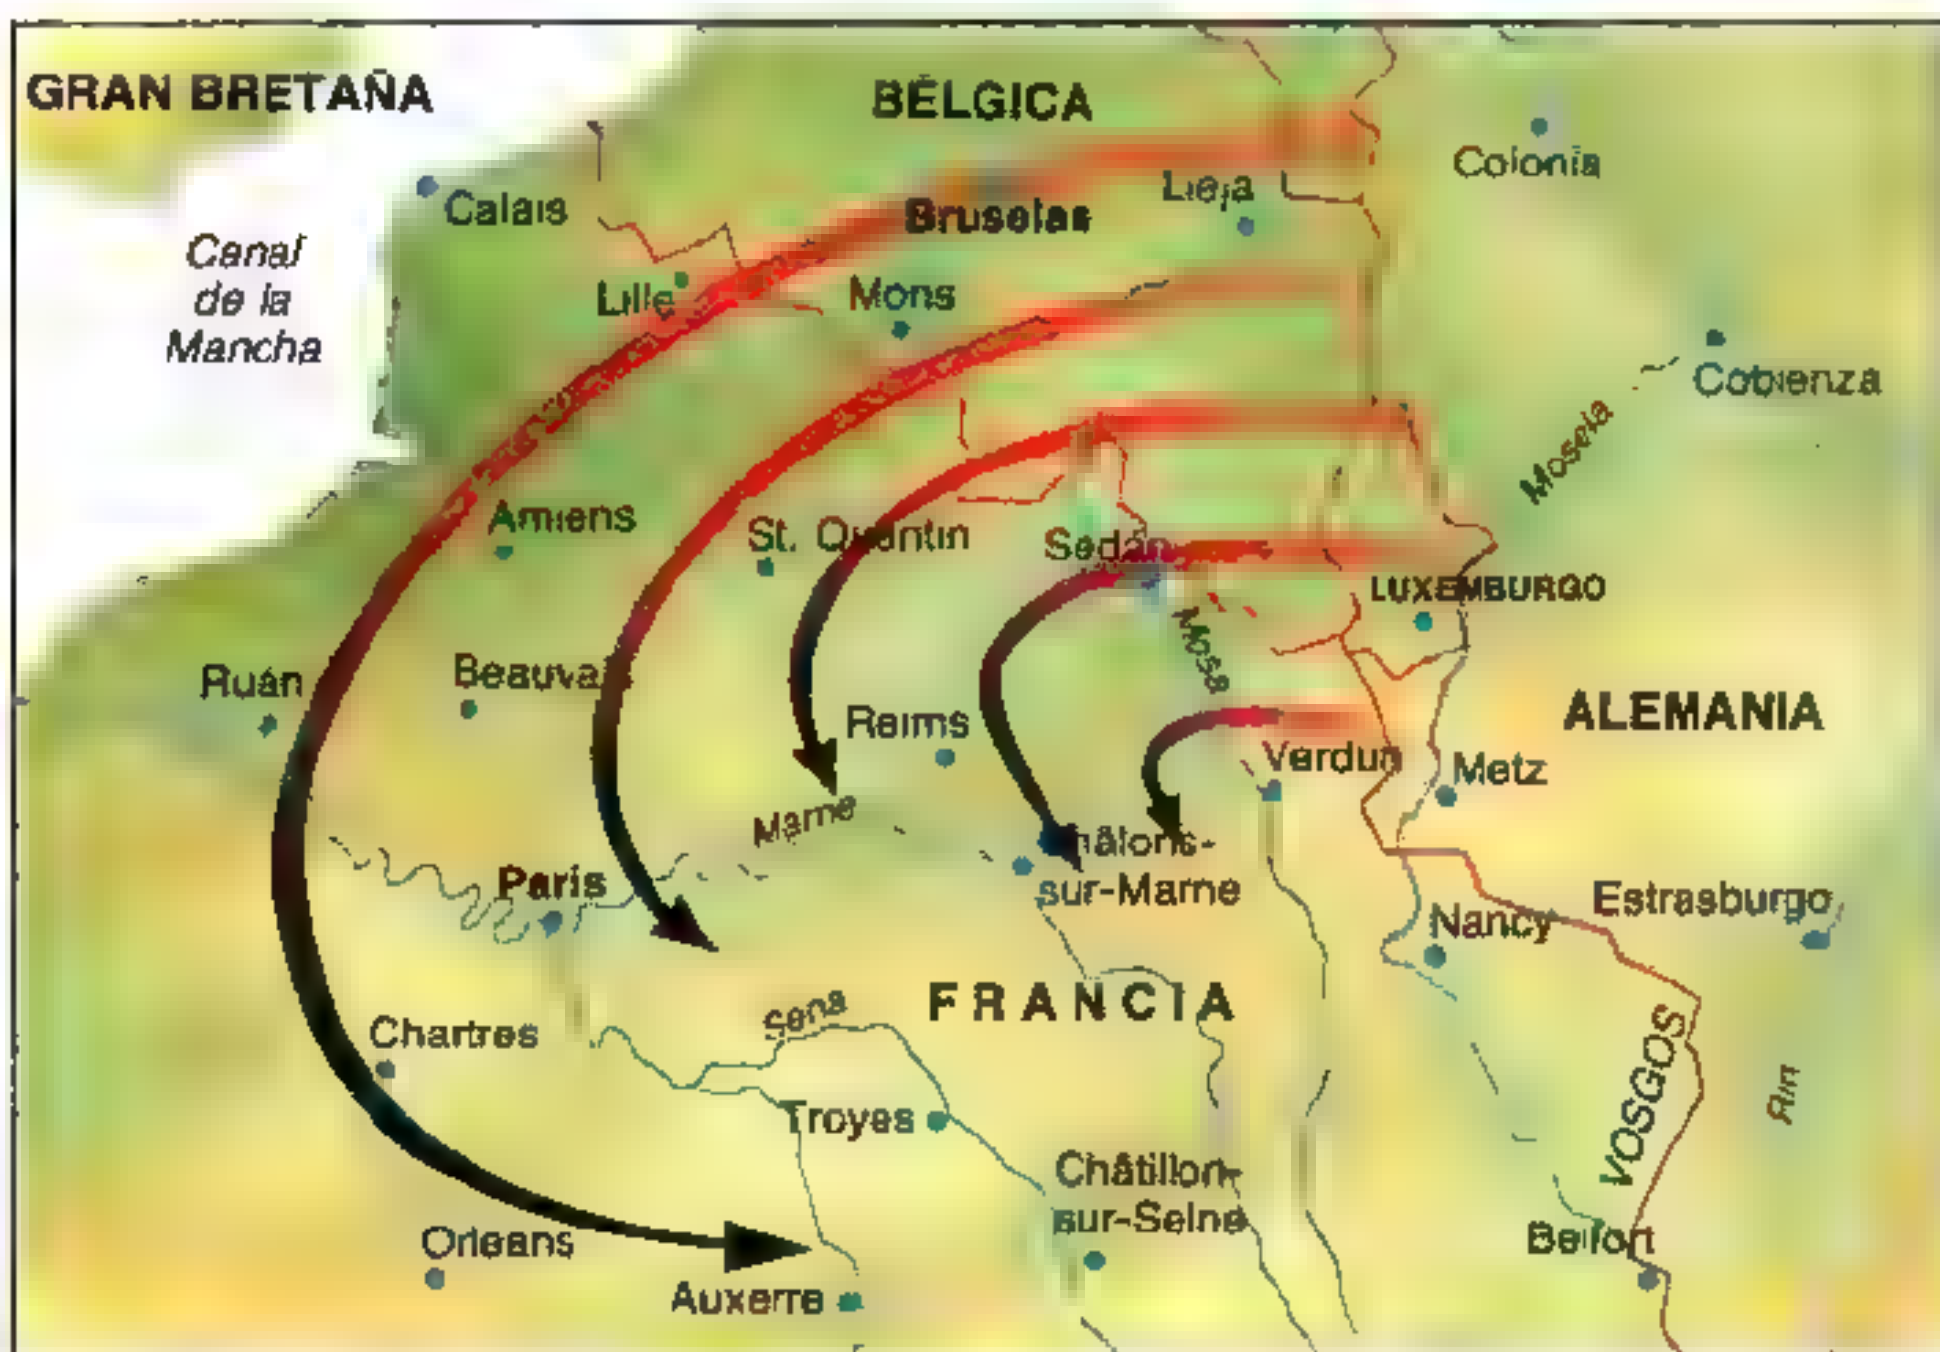 GRAN BRETAÑA
BÉLGICA
Colonia
Calais
Lieja
Bruselas
Canal
de la
Mancha
Lille
Mons
Coblenza
Mosela
Amiens
St. Quentin
Sedán
LUXEMBURGO
Mosa
Ruán
Beauvais
Reims
ALEMANIA
Verdun
Metz
Marne
Châlons-
sur-Marne
París
Estrasburgo
Nancy
FRANCIA
Sena
Chartres
VOSGOS
Rin
Troyes
Châtillon-
sur-Seine
Orleans
Belfort
Auxerre